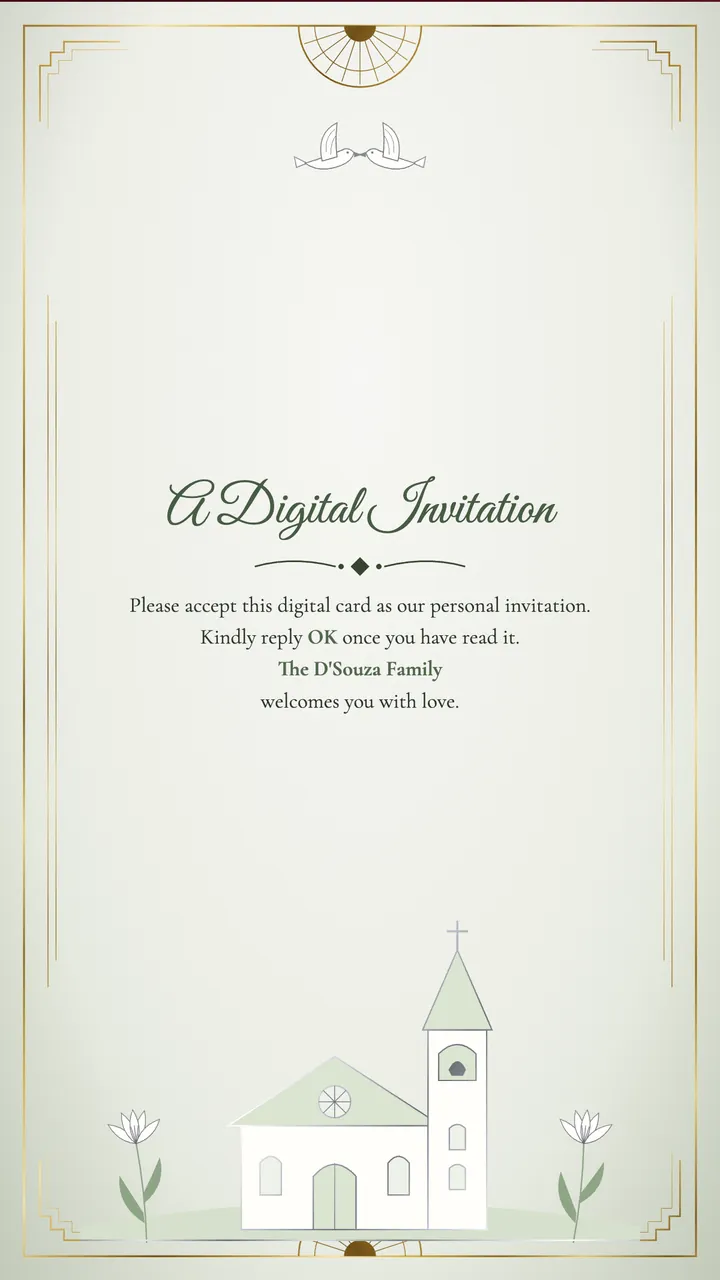 A Digital Invitation
Please accept this digital card as our personal invitation.
Kindly reply OK once you have read it.
The D'Souza Family
welcomes you with love.